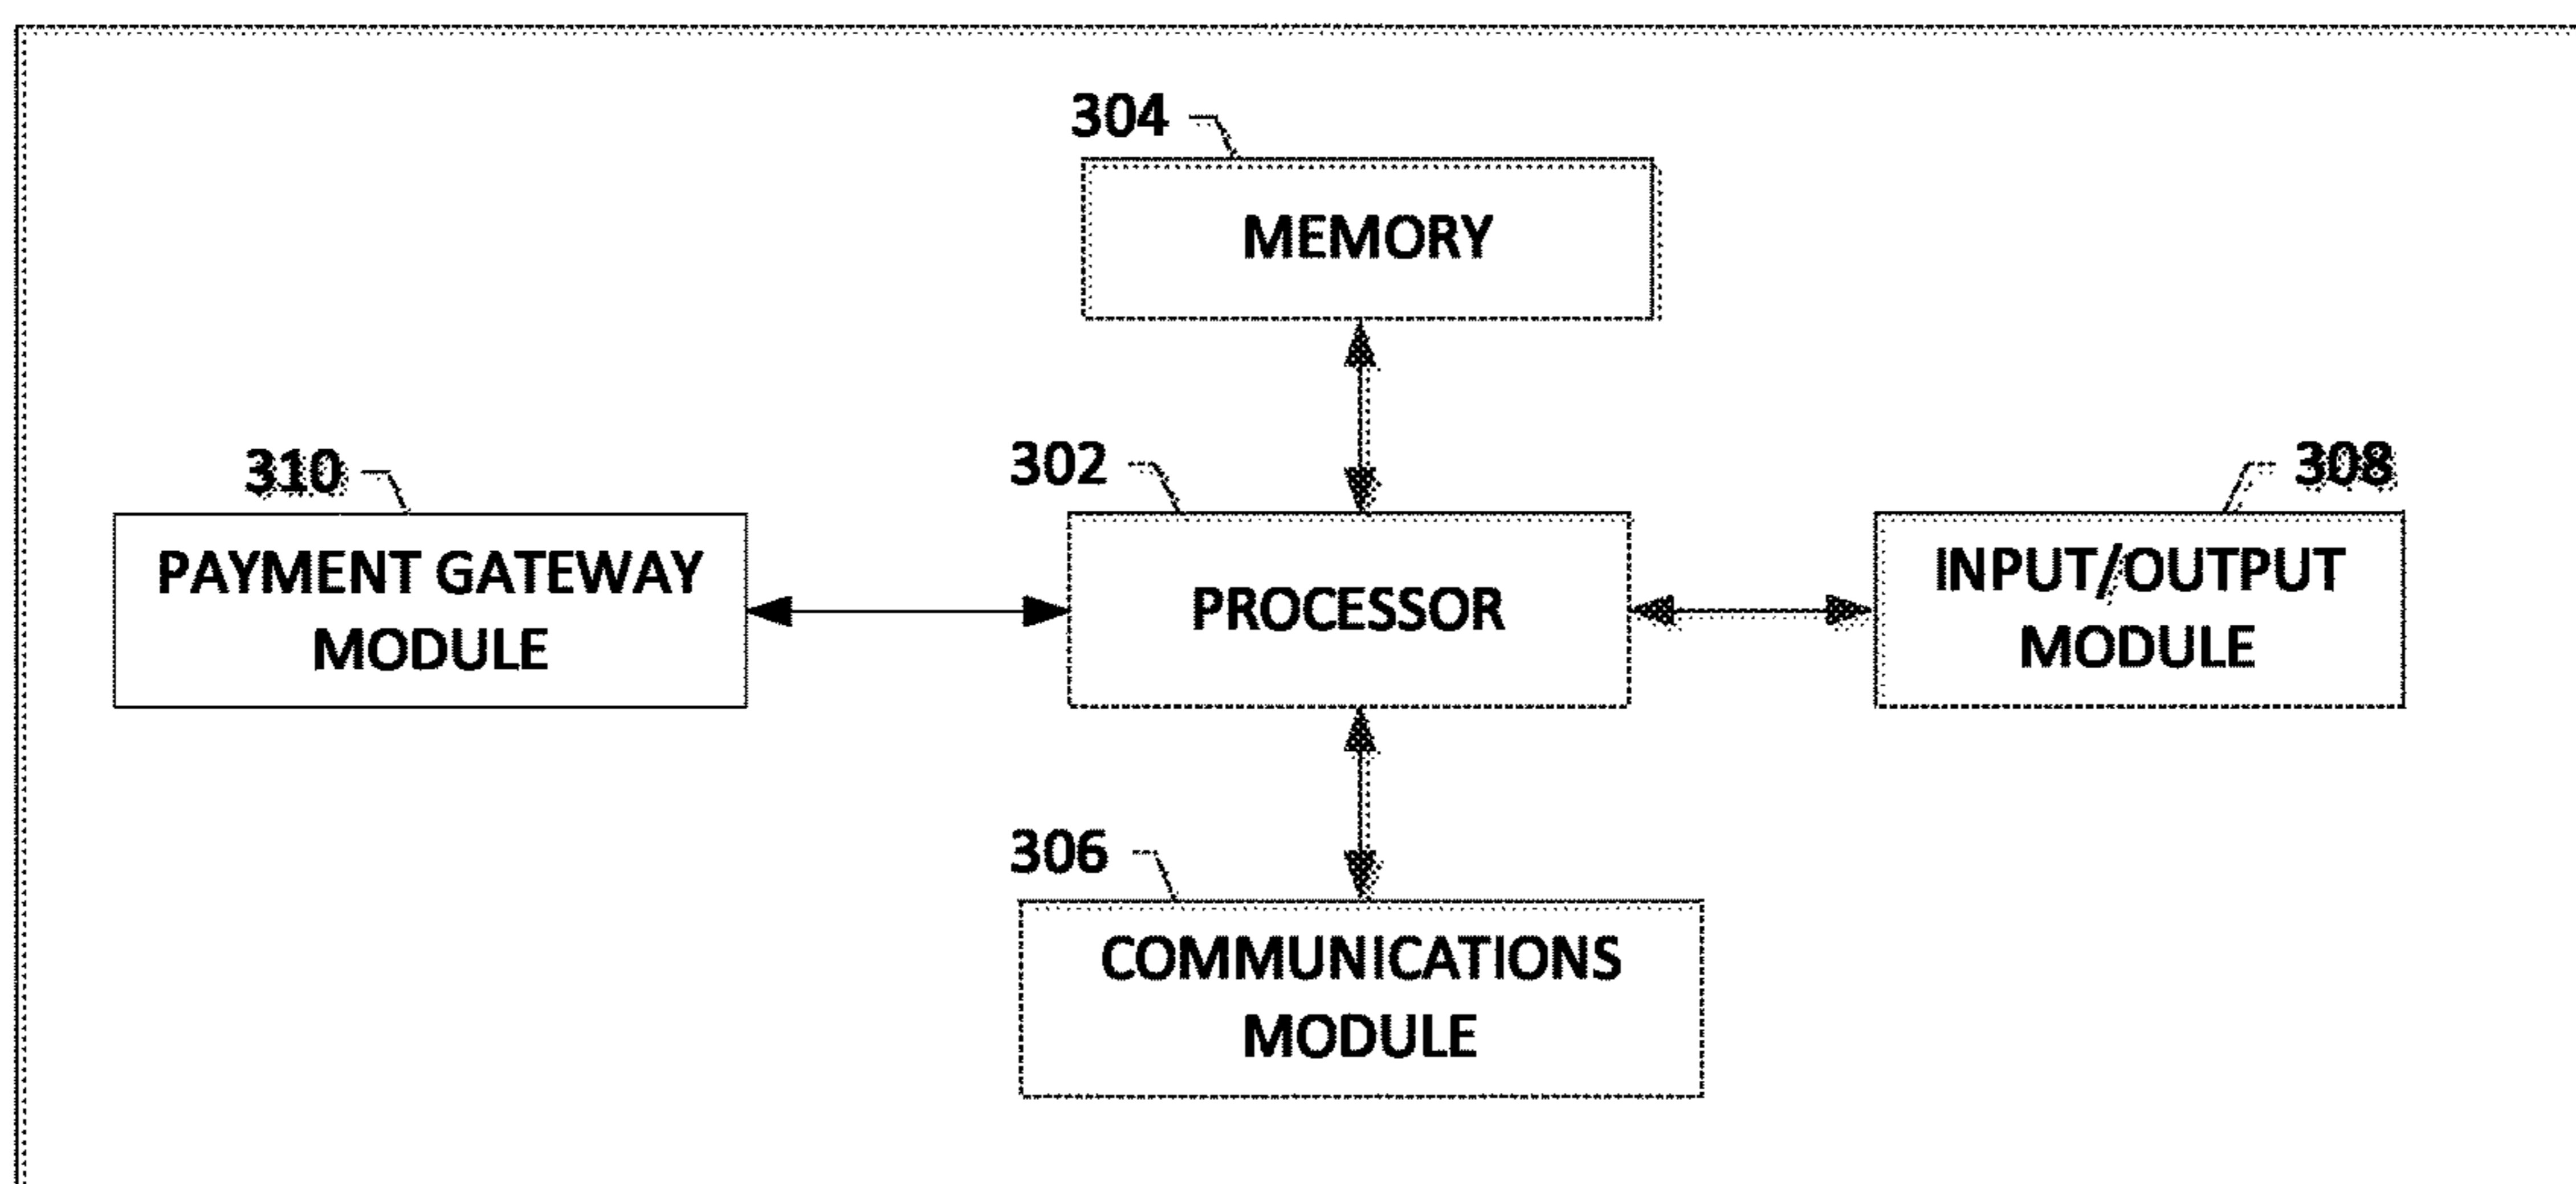 304
MEMORY
310
302
308
PAYMENT GATEWAY
MODULE
PROCESSOR
INPUT/OUTPUT
MODULE
306
COMMUNICATIONS
MODULE